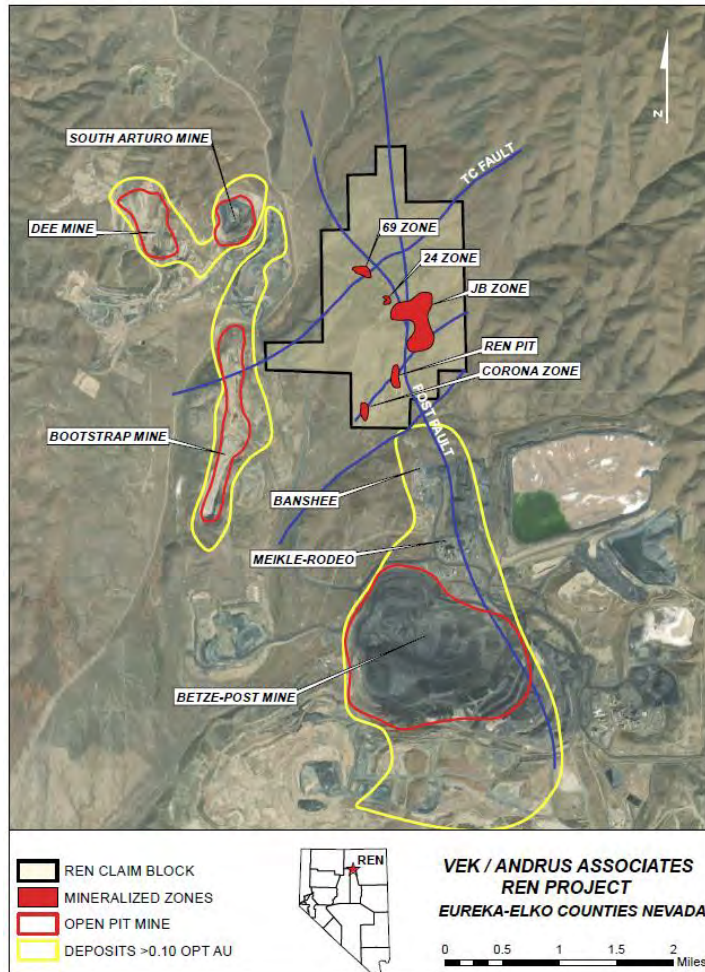 SOUTH ARTURO MINE
DEE MINE
TC FAULT
N
69 ZONE
24 ZONE
JB ZONE
REN PIT
CORONA ZONE
POST FAULT
BOOTSTRAP MINE
BANSHEE
MEIKLE-RODEO
BETZE-POST MINE
REN CLAIM BLOCK
MINERALIZED ZONES
OPEN PIT MINE
DEPOSITS >0.10 OPT AU
REN
VEK / ANDRUS ASSOCIATES
REN PROJECT
EUREKA-ELKO COUNTIES NEVADA
0 0.5 1 1.5 2
Miles